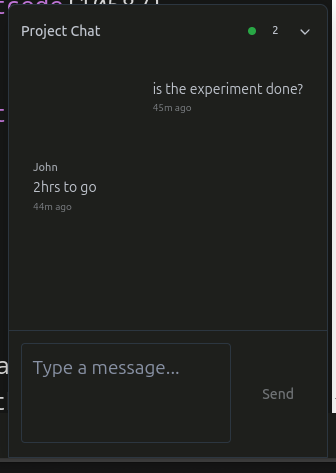 Project Chat
2
is the experiment done?
45m ago
John
2hrs to go
44m ago
Type a message...
Send